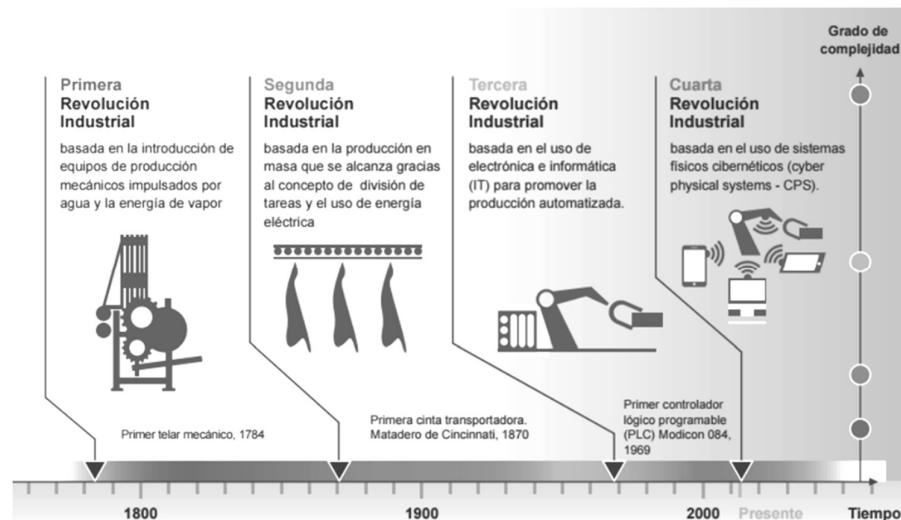 Grado de
complejidad
Primera
Revolución
Industrial
basada en la introducción de
equipos de producción
mecánicos impulsados por
agua y la energía de vapor
Segunda
Revolución
Industrial
basada en la producción en
masa que se alcanza gracias
al concepto de división de
tareas y el uso de energía
eléctrica
Tercera
Revolución
Industrial
basada en el uso de
electrónica e informática
(IT) para promover la
producción automatizada.
Cuarta
Revolución
Industrial
basada en el uso de sistemas
físicos cibernéticos (cyber
physical systems - CPS).
Primer telar mecánico, 1784
Primera cinta transportadora.
Matadero de Cincinnati, 1870
Primer controlador
lógico programable
(PLC) Modicon 084,
1969
1800
1900
2000
Presente
Tiempo